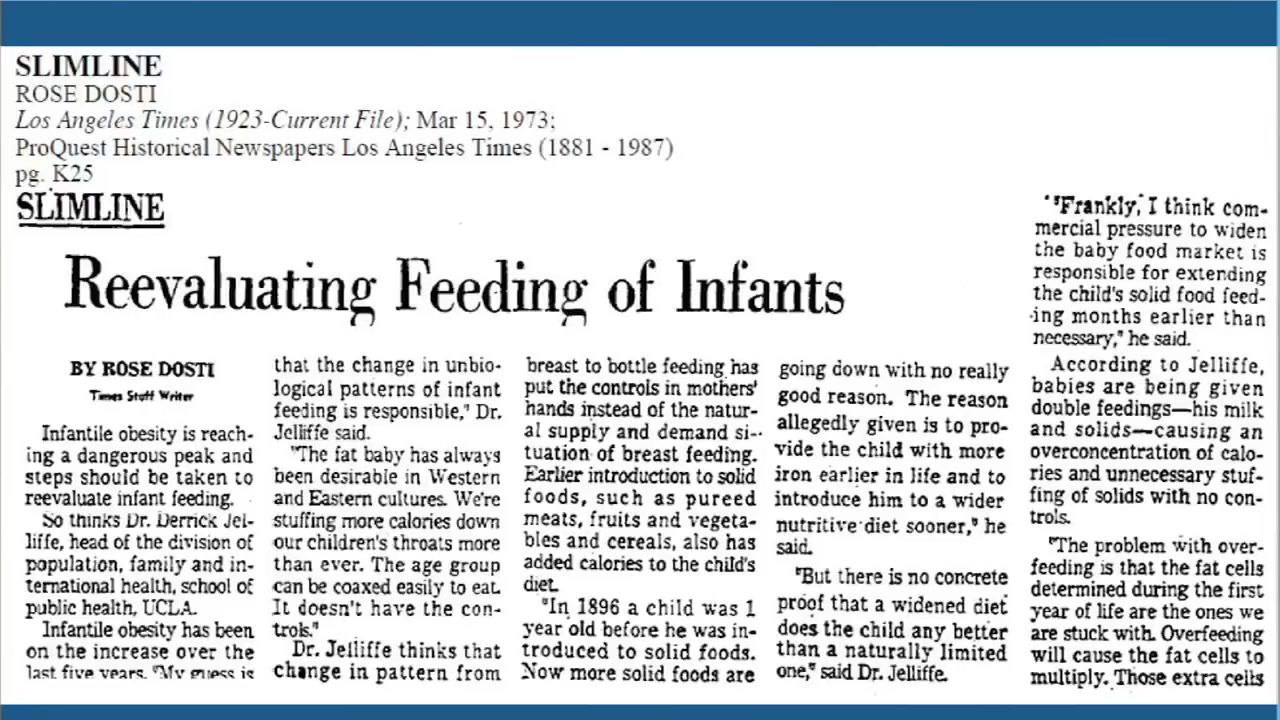 SLIMLINE
ROSE DOSTI
Los Angeles Times (1923-Current File); Mar 15, 1973;
ProQuest Historical Newspapers Los Angeles Times (1881 - 1987)
pg. K25
SLIMLINE
Reevaluating Feeding of Infants
BY ROSE DOSTI
Times Staff Writer
Infantile obesity is reach-
ing a dangerous peak and
steps should be taken to
reevaluate infant feeding.
So thinks Dr. Derrick Jel-
liffe, head of the division of
population, family and in-
ternational health, school of
public health, UCLA.
Infantile obesity has been
on the increase over the
last five years. "My guess is
that the change in unbio-
logical patterns of infant
feeding is responsible," Dr.
Jelliffe said.
"The fat baby has always
been desirable in Western
and Eastern cultures. We're
stuffing more calories down
our children's throats more
than ever. The age group
can be coaxed easily to eat.
It doesn't have the con-
trols."
Dr. Jelliffe thinks that
change in pattern from
breast to bottle feeding has
put the controls in mothers'
hands instead of the natur-
al supply and demand si-
tuation of breast feeding.
Earlier introduction to solid
foods, such as pureed
meats, fruits and vegeta-
bles and cereals, also has
added calories to the child's
diet.
"In 1896 a child was 1
year old before he was in-
troduced to solid foods.
Now more solid foods are
going down with no really
good reason. The reason
allegedly given is to pro-
vide the child with more
iron earlier in life and to
introduce him to a wider
nutritive diet sooner," he
said.
"But there is no concrete
proof that a widened diet
does the child any better
than a naturally limited
one," said Dr. Jelliffe.
"Frankly, I think com-
mercial pressure to widen
the baby food market is
responsible for extending
the child's solid food feed-
ing months earlier than
necessary," he said.
According to Jelliffe,
babies are being given
double feedings—his milk
and solids—causing an
overconcentration of calo-
ries and unnecessary stuf-
fing of solids with no con-
trols.
"The problem with over-
feeding is that the fat cells
determined during the first
year of life are the ones we
are stuck with. Overfeeding
will cause the fat cells to
multiply. Those extra cells